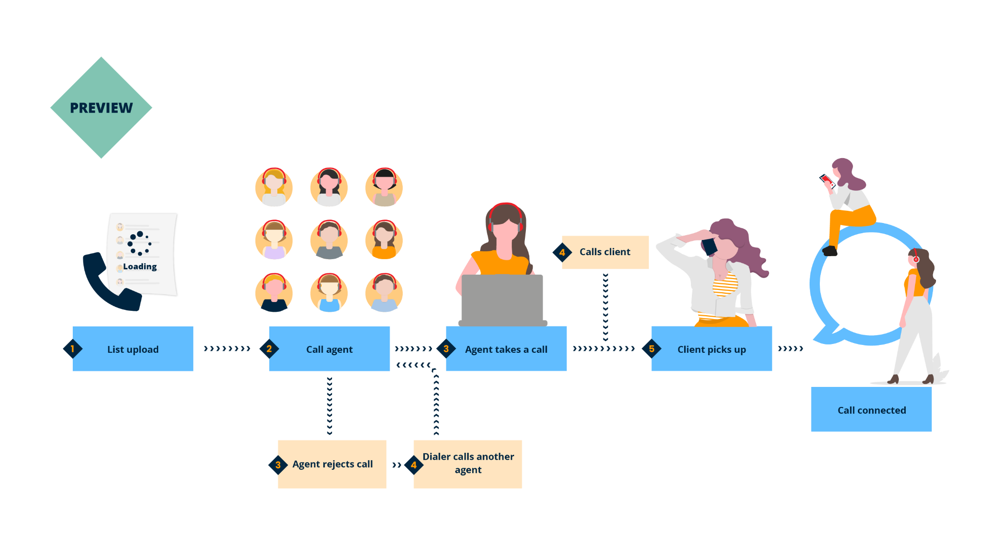 PREVIEW
Loading
4
Calls client
1
List upload
2
Call agent
3
Agent takes a call
5
Client picks up
Call connected
3
Agent rejects call
4
Dialer calls another
agent